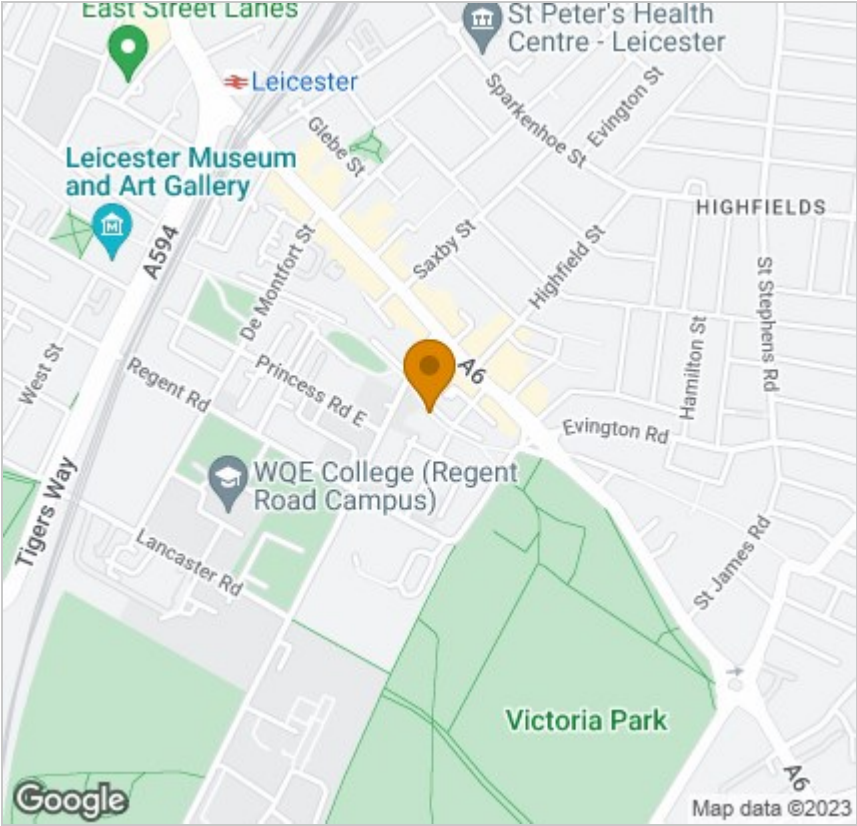 East Street Lanes
St Peter's Health
Centre - Leicester
Leicester
Sparkenhoe St
Evington St
Glebe St
Leicester Museum
and Art Gallery
M
HIGHFIELDS
A594
De Montfort St
Saxby St
Highfield St
St Stephens Rd
West St
Regent Rd
Princess Rd E
A6
Hamilton St
Evington Rd
WQE College (Regent
Road Campus)
Tigers Way
Lancaster Rd
St James Rd
Victoria Park
A6
Google
Map data ©2023